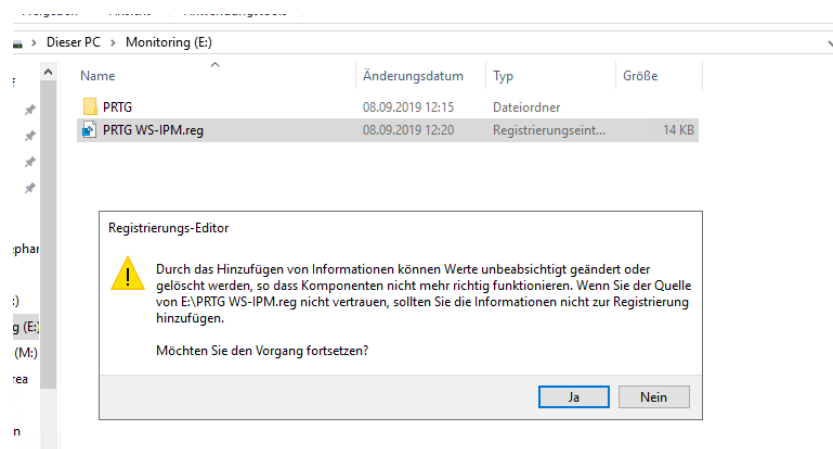 Dieser PC > Monitoring (E:)
Name Änderungsdatum Typ Größe
PRTG 08.09.2019 12:15 Dateiordner
PRTG WS-IPM.reg 08.09.2019 12:20 Registrierungseint... 14 KB
Registrierungs-Editor
Durch das Hinzufügen von Informationen können Werte unbeabsichtigt geändert oder
gelöscht werden, so dass Komponenten nicht mehr richtig funktionieren. Wenn Sie der Quelle
von E:\PRTG WS-IPM.reg nicht vertrauen, sollten Sie die Informationen nicht zur Registrierung
hinzufügen.
Möchten Sie den Vorgang fortsetzen?
ephar
:)
g (E:)
(M:)
rea
n
Ja Nein